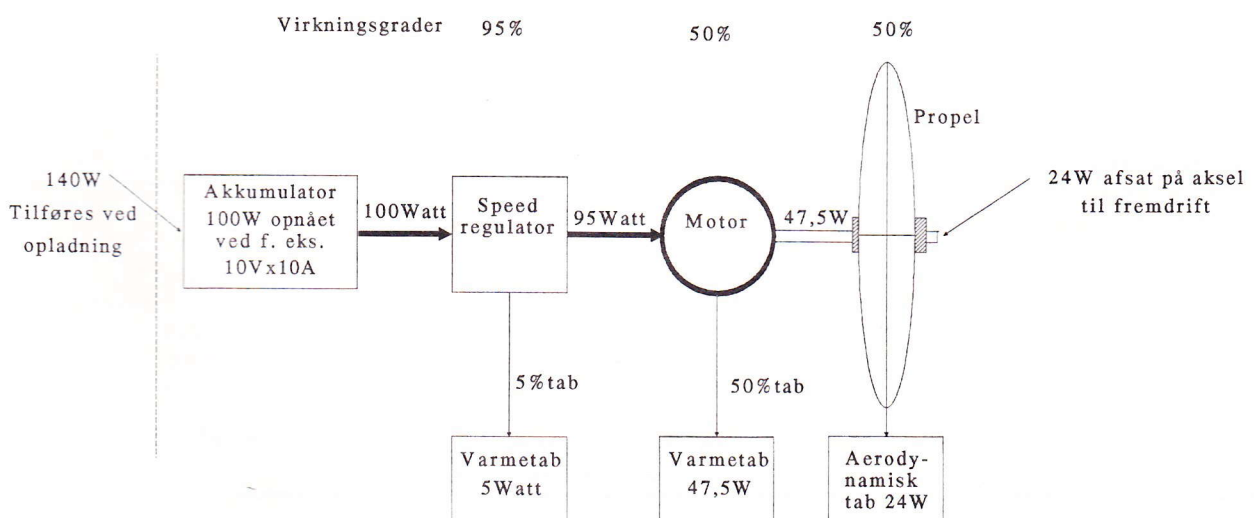 Virkningsgrader 95% 50% 50%
Propel
140W
Tilføres ved
opladning
Akkumulator
100W opnået
ved f. eks.
10Vx10A
100Watt
Speed
regulator
95Watt
Motor
47,5W
24W afsat på aksel
til fremdrift
5%tab
50%tab
Varmetab
5Watt
Varmetab
47,5W
Aerody-
namisk
tab 24W